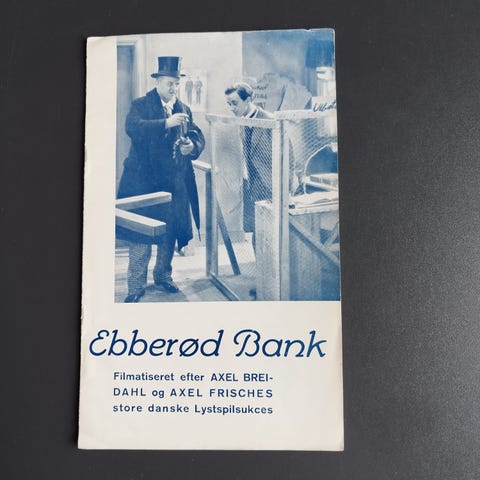 Ebberød Bank
Filmatiseret efter AXEL BREI-
DAHL og AXEL FRISCHES
store danske Lystspilsukces